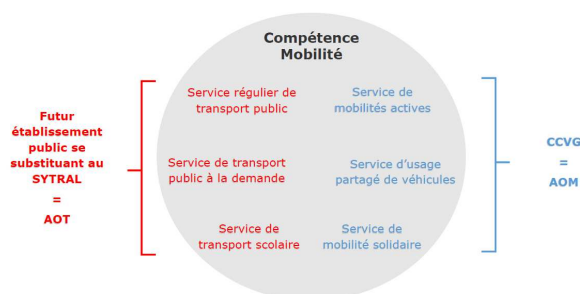 Compétence
Mobilité
Service régulier de
transport public
Service de
mobilités actives
Futur
établissement
public se
substituant au
SYTRAL
=
AOT
Service de transport
public à la demande
Service d'usage
partagé de véhicules
CCVG
=
AOM
Service de
transport scolaire
Service de
mobilité solidaire